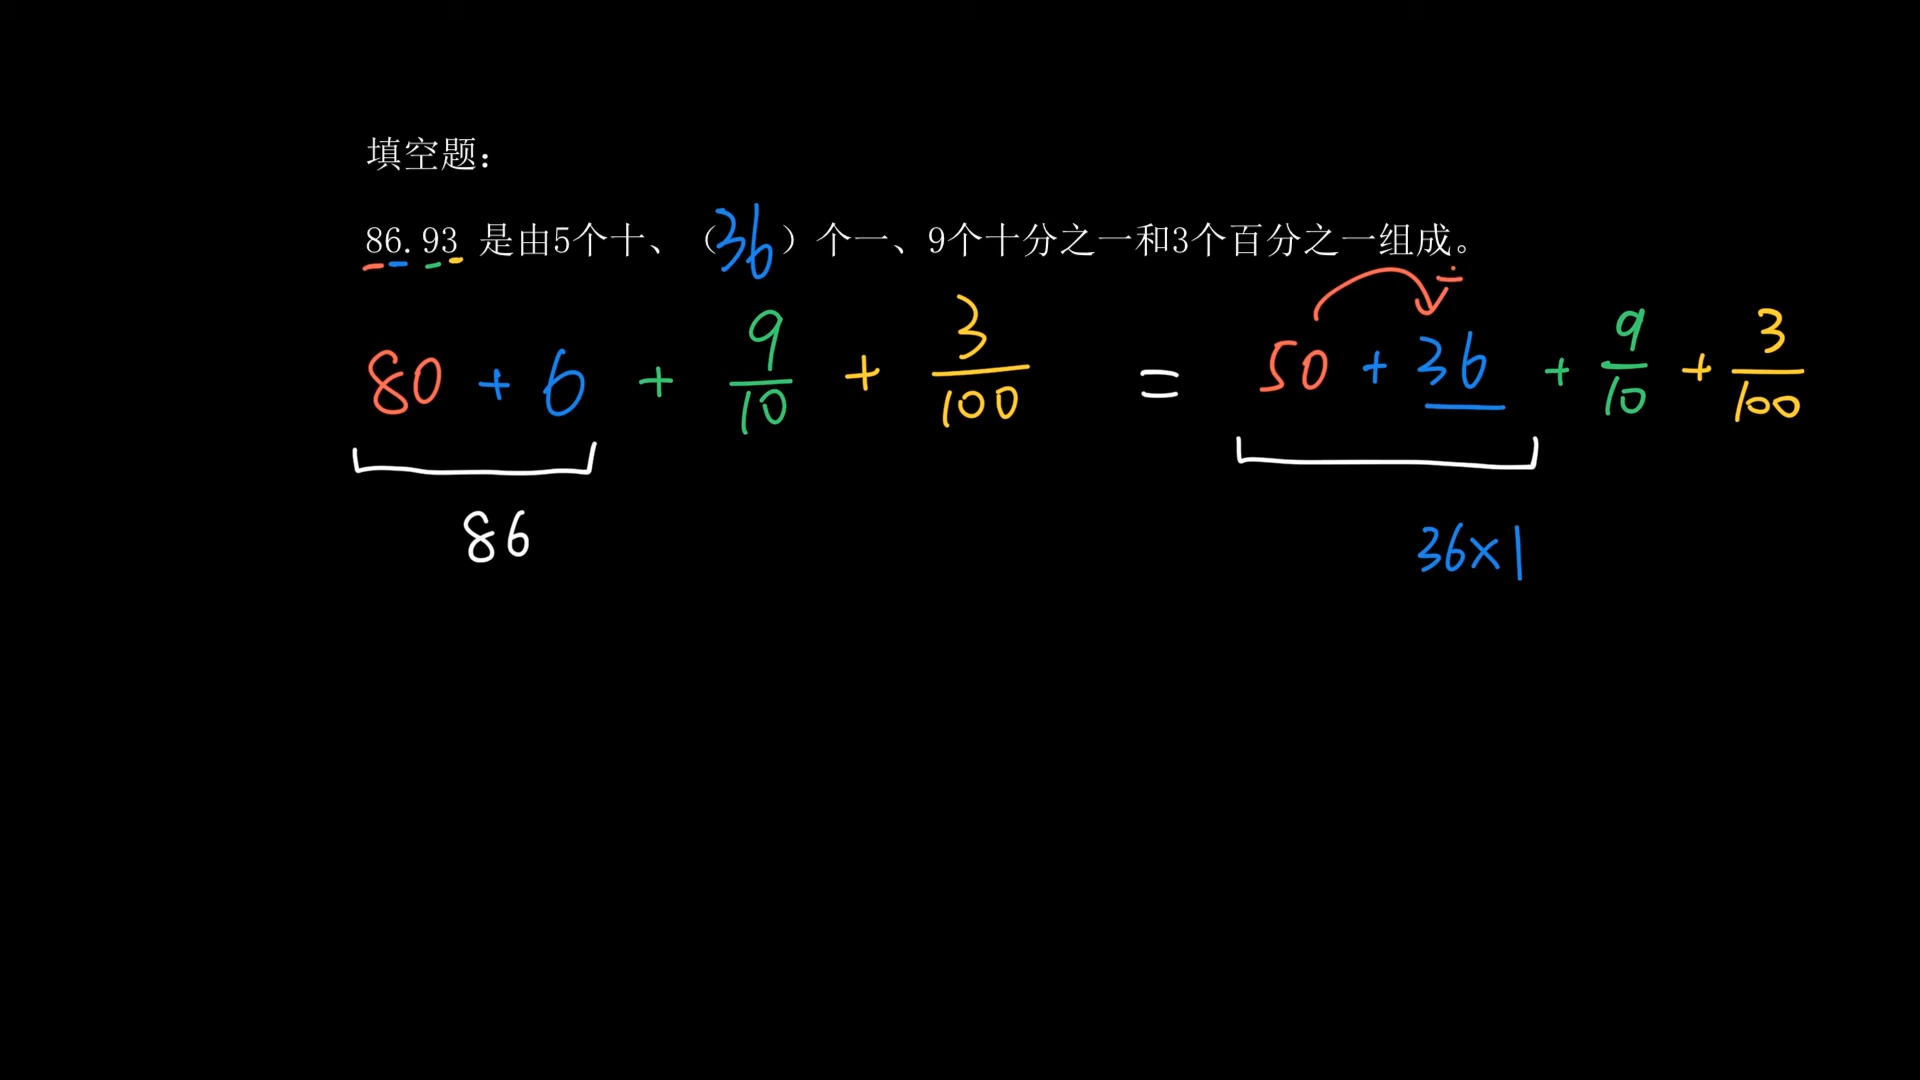 填空题：
86.93 是由5个十、（36）个一、9个十分之一和3个百分之一组成。
80 + 6 + 9/10 + 3/100 = 50 + 36 + 9/10 + 3/100
÷
86
36×1